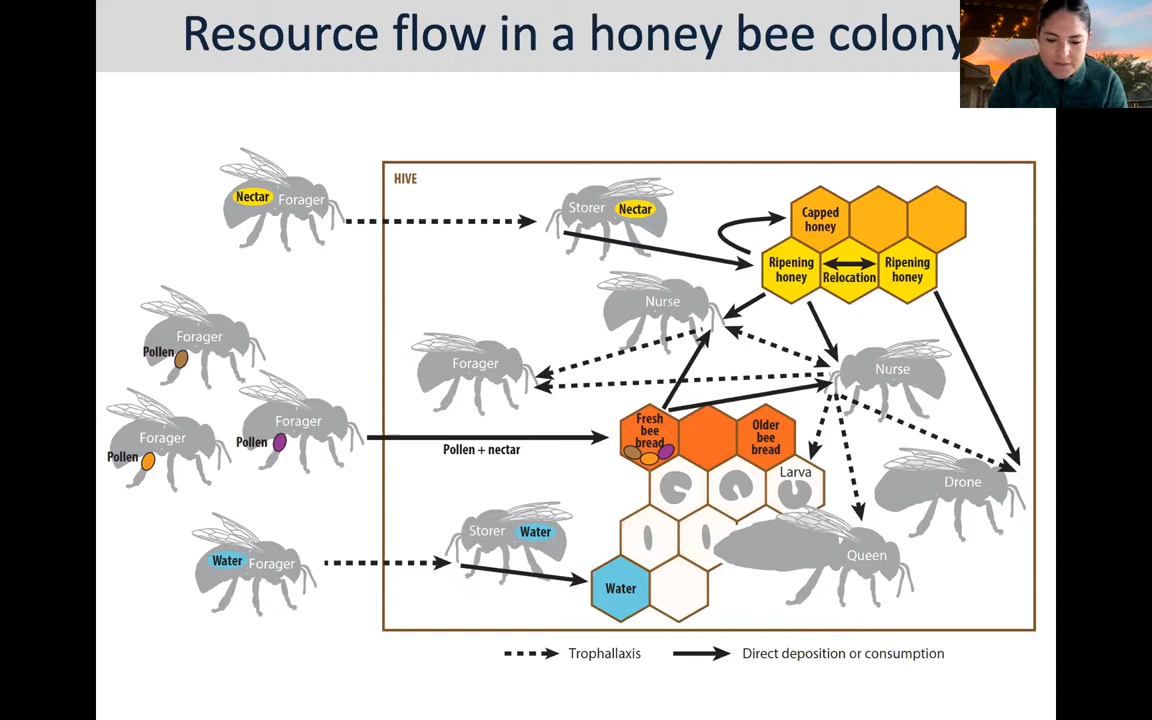 Resource flow in a honey bee colony
HIVE
Nectar Forager
Storer Nectar
Capped
honey
Ripening
honey
Relocation
Ripening
honey
Nurse
Forager
Pollen
Forager
Nurse
Forager
Pollen
Forager
Pollen
Pollen + nectar
Fresh
bee
bread
Older
bee
bread
Larva
Drone
Storer Water
Queen
Water Forager
Water
Trophallaxis
Direct deposition or consumption